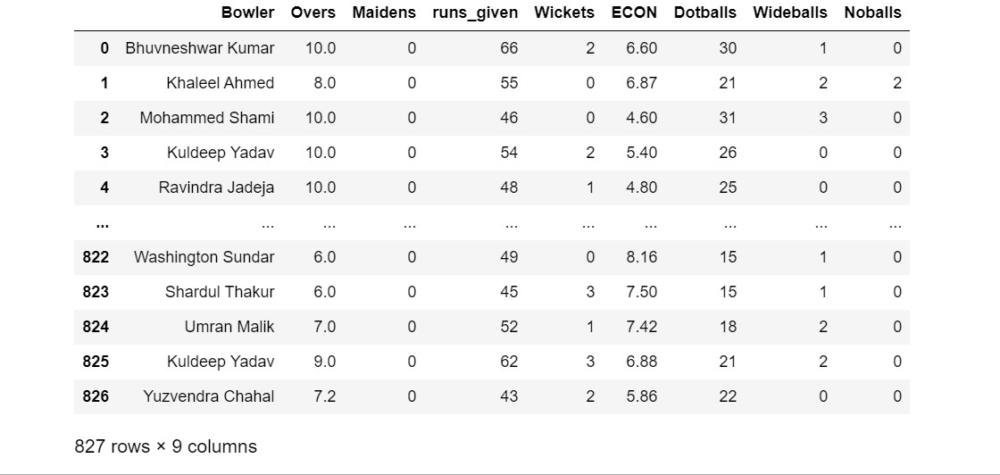 Bowler Overs Maidens runs_given Wickets ECON Dotballs Wideballs Noballs
0 Bhuvneshwar Kumar 10.0 0 66 2 6.60 30 1 0
1 Khaleel Ahmed 8.0 0 55 0 6.87 21 2 2
2 Mohammed Shami 10.0 0 46 0 4.60 31 3 0
3 Kuldeep Yadav 10.0 0 54 2 5.40 26 0 0
4 Ravindra Jadeja 10.0 0 48 1 4.80 25 0 0
... ... ... ... ... ... ... ... ... ...
822 Washington Sundar 6.0 0 49 0 8.16 15 1 0
823 Shardul Thakur 6.0 0 45 3 7.50 15 1 0
824 Umran Malik 7.0 0 52 1 7.42 18 2 0
825 Kuldeep Yadav 9.0 0 62 3 6.88 21 2 0
826 Yuzvendra Chahal 7.2 0 43 2 5.86 22 0 0
827 rows × 9 columns